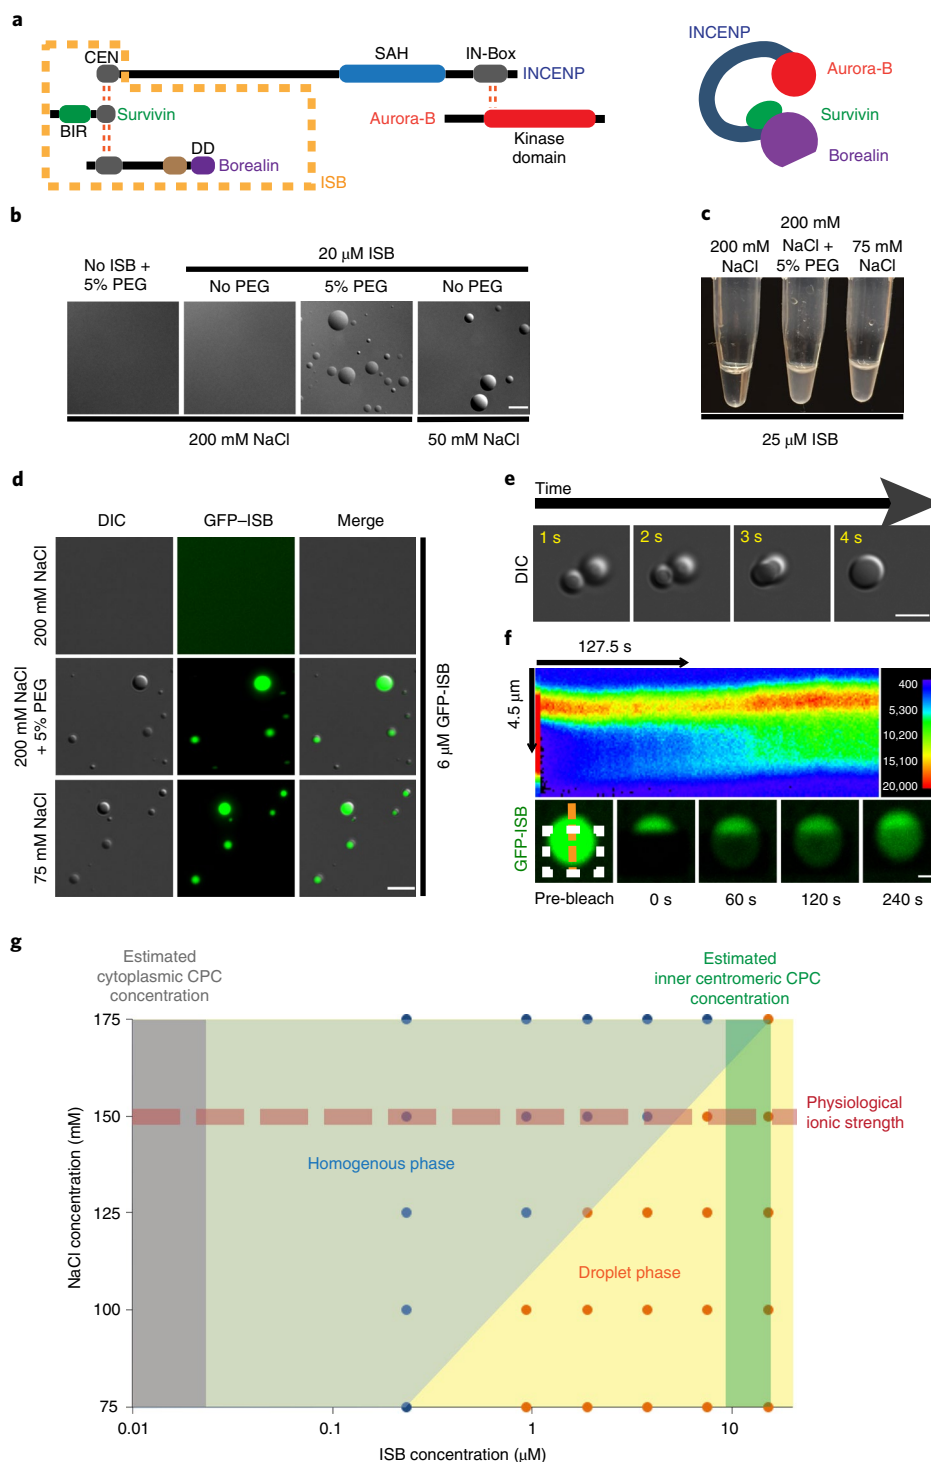 a
CEN
SAH
IN-Box
INCENP
BIR
Survivin
Aurora-B
Kinase
domain
DD
Borealin
ISB
INCENP
Aurora-B
Survivin
Borealin
b
No ISB +
5% PEG
20 μM ISB
No PEG
5% PEG
No PEG
200 mM NaCl
50 mM NaCl
c
200 mM
NaCl
200 mM
NaCl +
5% PEG
75 mM
NaCl
25 μM ISB
d
DIC
GFP–ISB
Merge
200 mM NaCl
200 mM NaCl
+ 5% PEG
75 mM NaCl
6 μM GFP-ISB
e
Time
DIC
1 s
2 s
3 s
4 s
f
127.5 s
4.5 μm
400
5,300
10,200
15,100
20,000
GFP-ISB
Pre-bleach
0 s
60 s
120 s
240 s
g
Estimated
cytoplasmic CPC
concentration
Estimated
inner centromeric CPC
concentration
175
150
125
100
75
NaCl concentration (mM)
Physiological
ionic strength
Homogenous phase
Droplet phase
0.01
0.1
1
10
ISB concentration (μM)